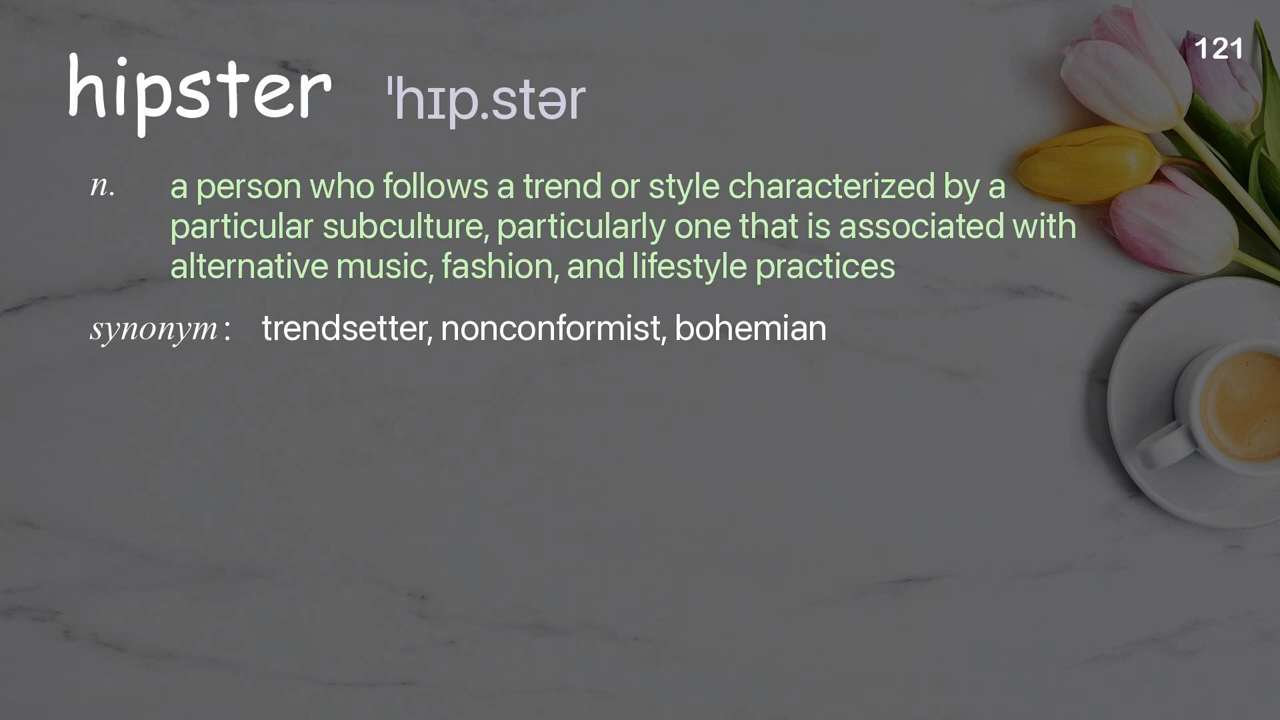 121
hipster ˈhɪp.stər
n. a person who follows a trend or style characterized by a
particular subculture, particularly one that is associated with
alternative music, fashion, and lifestyle practices
synonym: trendsetter, nonconformist, bohemian